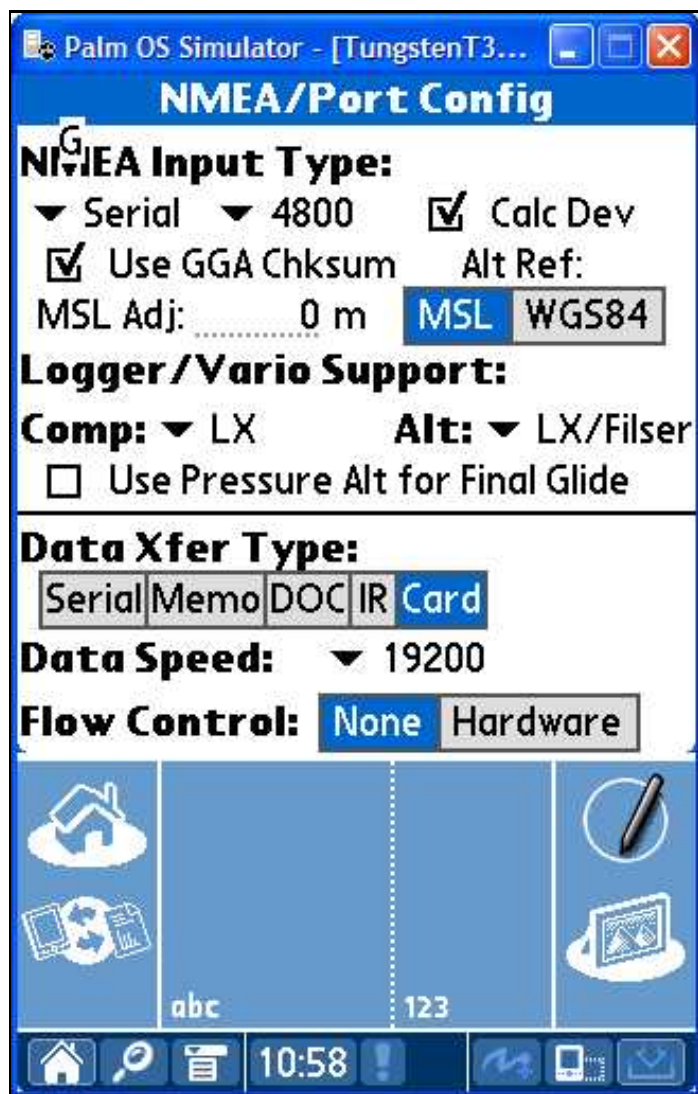 Palm OS Simulator - [TungstenT3...
NMEA/Port Config
G
NMEA Input Type:
Serial 4800 Calc Dev
Use GGA Chksum Alt Ref:
MSL Adj: 0 m MSL WGS84
Logger/Vario Support:
Comp: LX Alt: LX/Filser
Use Pressure Alt for Final Glide
Data Xfer Type:
Serial Memo DOC IR Card
Data Speed: 19200
Flow Control: None Hardware
abc 123
10:58